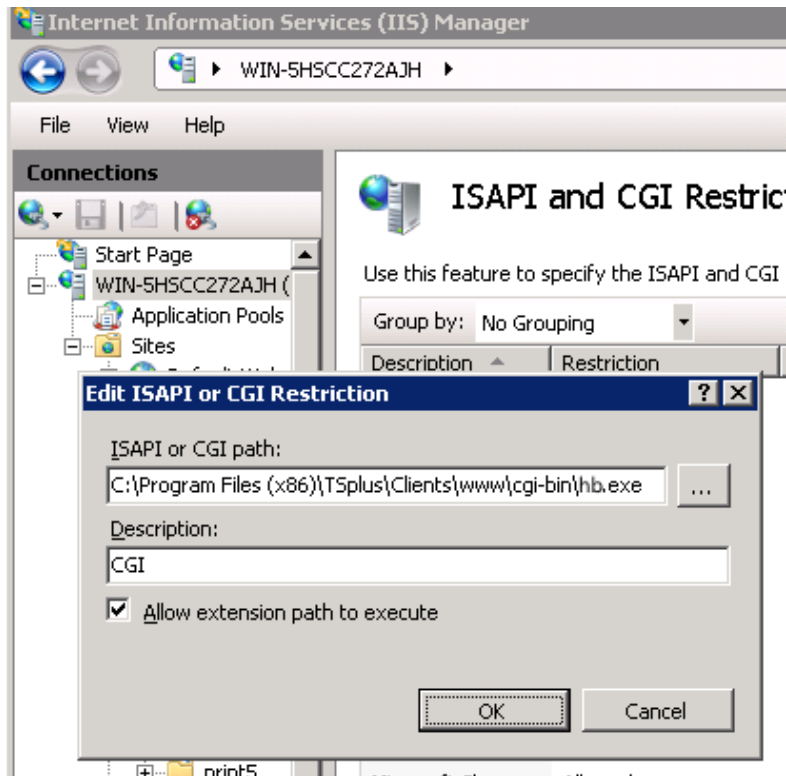 Internet Information Services (IIS) Manager
WIN-5HSCC272AJH
File View Help
Connections
Start Page
WIN-5HSCC272AJH (
Application Pools
Sites
ISAPI and CGI Restric
Use this feature to specify the ISAPI and CGI
Group by: No Grouping
Description Restriction
Edit ISAPI or CGI Restriction
ISAPI or CGI path:
C:\Program Files (x86)\TSplus\Clients\www\cgi-bin\hb.exe
...
Description:
CGI
Allow extension path to execute
OK Cancel
print5